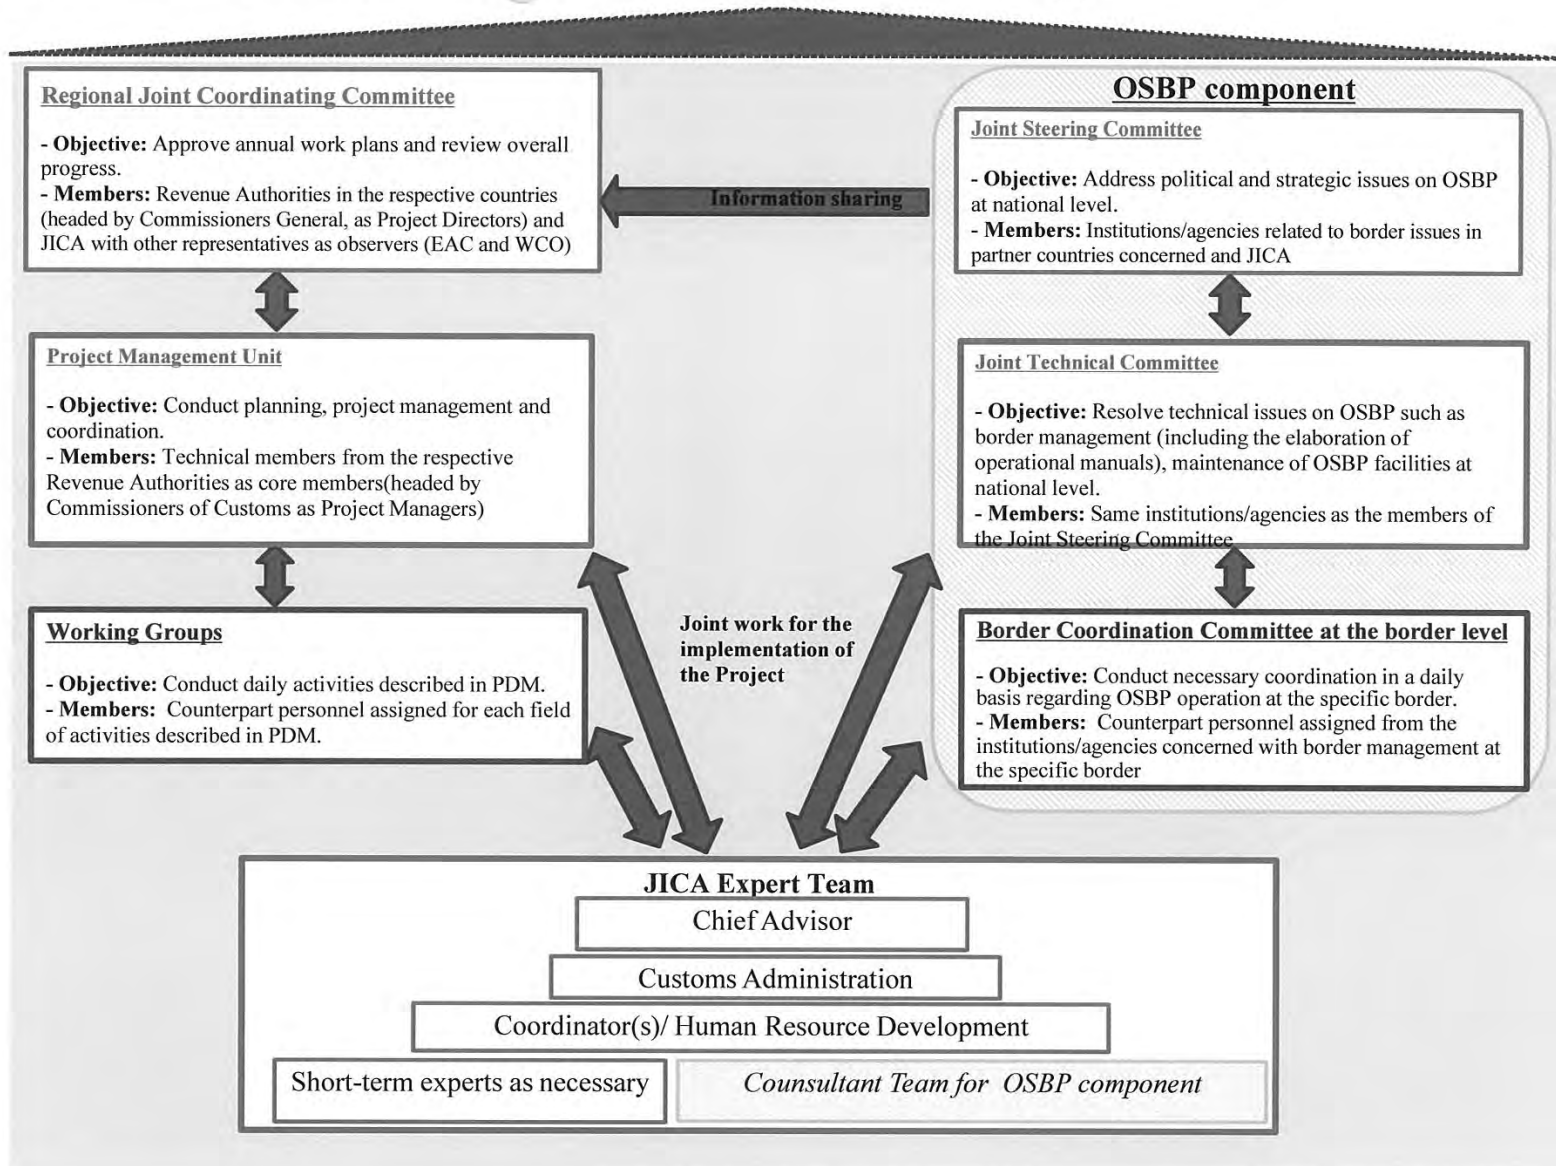 Regional Joint Coordinating Committee
- Objective: Approve annual work plans and review overall
progress.
- Members: Revenue Authorities in the respective countries
(headed by Commissioners General, as Project Directors) and
JICA with other representatives as observers (EAC and WCO)
Information sharing
OSBP component
Joint Steering Committee
- Objective: Address political and strategic issues on OSBP
at national level.
- Members: Institutions/agencies related to border issues in
partner countries concerned and JICA
Project Management Unit
- Objective: Conduct planning, project management and
coordination.
- Members: Technical members from the respective
Revenue Authorities as core members(headed by
Commissioners of Customs as Project Managers)
Joint Technical Committee
- Objective: Resolve technical issues on OSBP such as
border management (including the elaboration of
operational manuals), maintenance of OSBP facilities at
national level.
- Members: Same institutions/agencies as the members of
the Joint Steering Committee
Working Groups
- Objective: Conduct daily activities described in PDM.
- Members: Counterpart personnel assigned for each field
of activities described in PDM.
Joint work for the
implementation of
the Project
Border Coordination Committee at the border level
- Objective: Conduct necessary coordination in a daily
basis regarding OSBP operation at the specific border.
- Members: Counterpart personnel assigned from the
institutions/agencies concerned with border management at
the specific border
JICA Expert Team
Chief Advisor
Customs Administration
Coordinator(s)/ Human Resource Development
Short-term experts as necessary
Counsultant Team for OSBP component